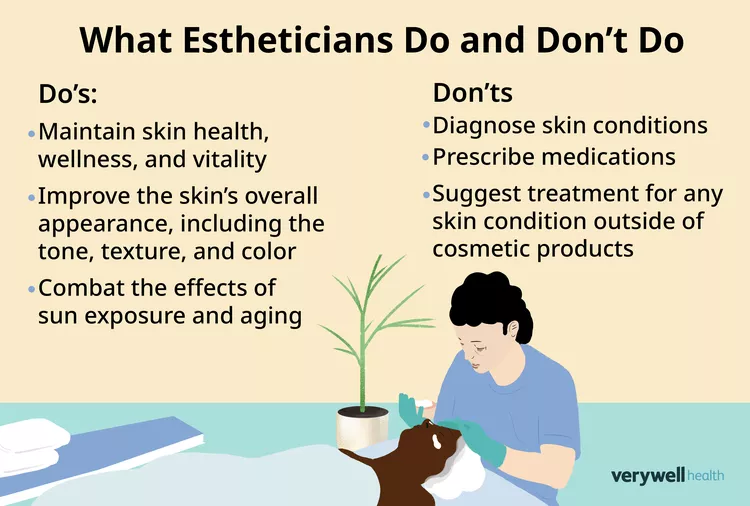 What Estheticians Do and Don’t Do
Do’s:
•Maintain skin health,
wellness, and vitality
•Improve the skin’s overall
appearance, including the
tone, texture, and color
•Combat the effects of
sun exposure and aging
Don’ts
•Diagnose skin conditions
•Prescribe medications
•Suggest treatment for any
skin condition outside of
cosmetic products
verywell health